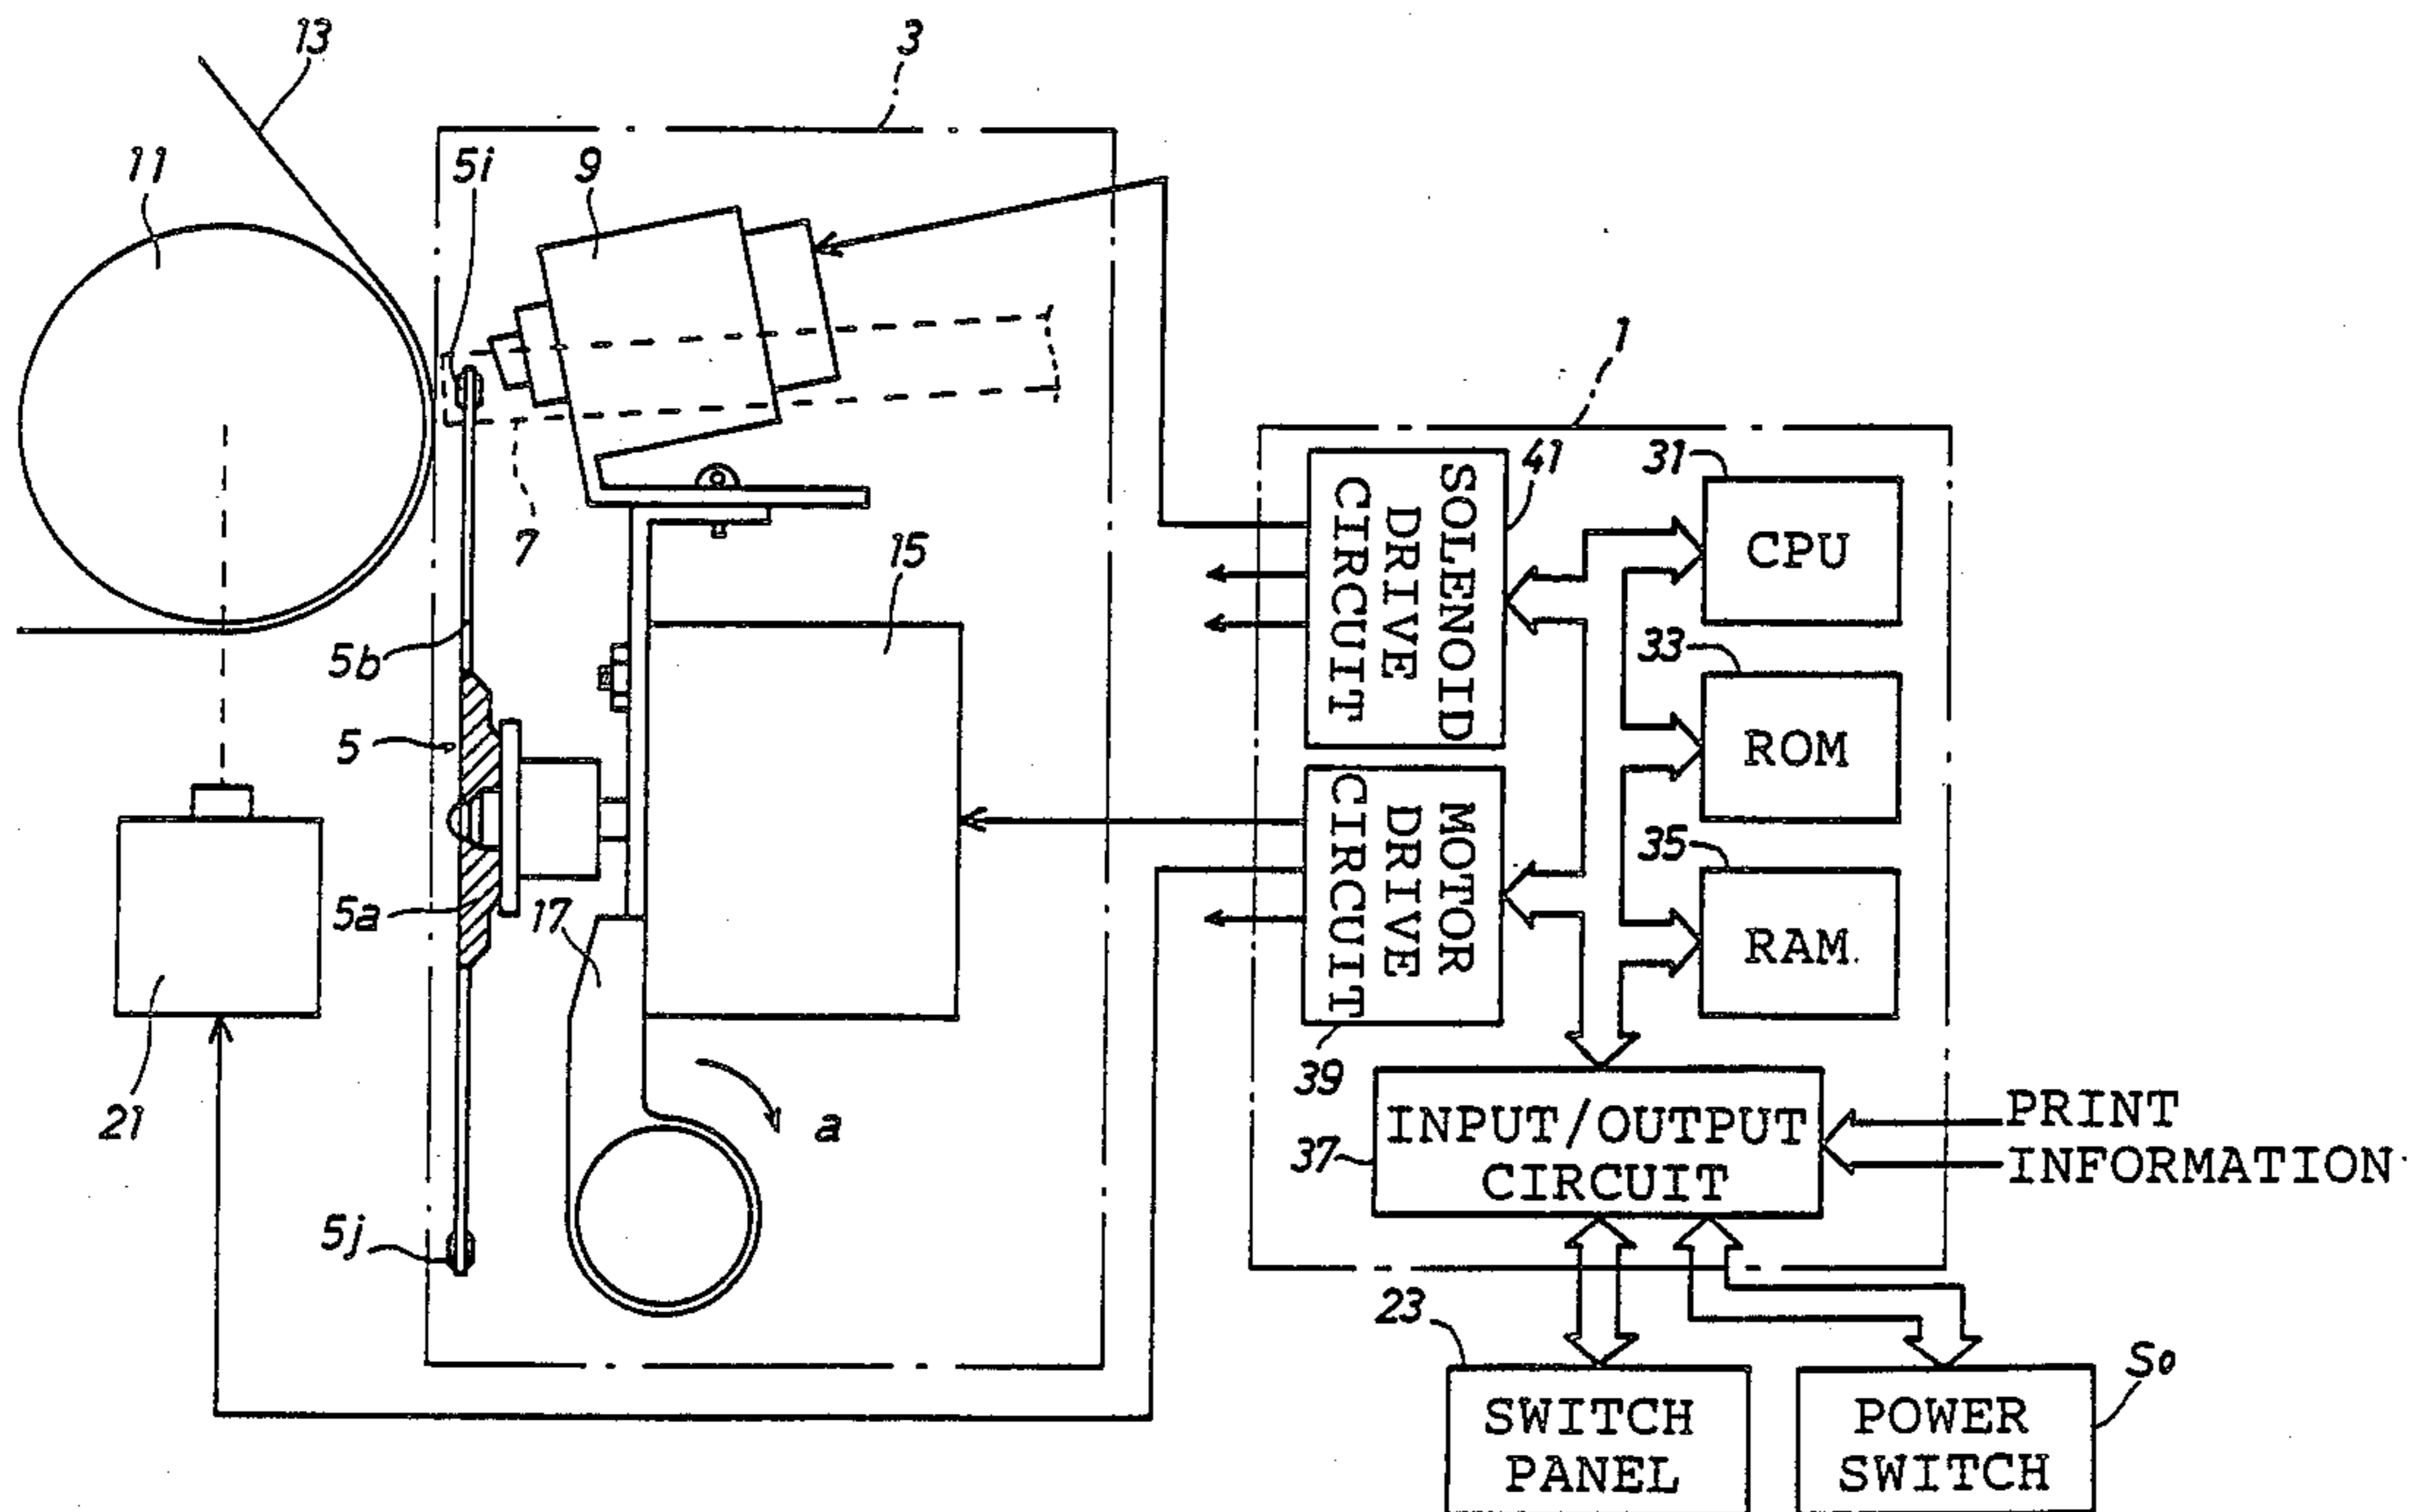 13
3
11
5i
9
1
7
15
41
SOLENOID
DRIVE
CIRCUIT
31
CPU
5b
33
ROM
5
MOTOR
DRIVE
CIRCUIT
35
RAM
5a
17
39
21
a
37
INPUT/OUTPUT
CIRCUIT
PRINT
INFORMATION
5j
23
So
SWITCH
PANEL
POWER
SWITCH